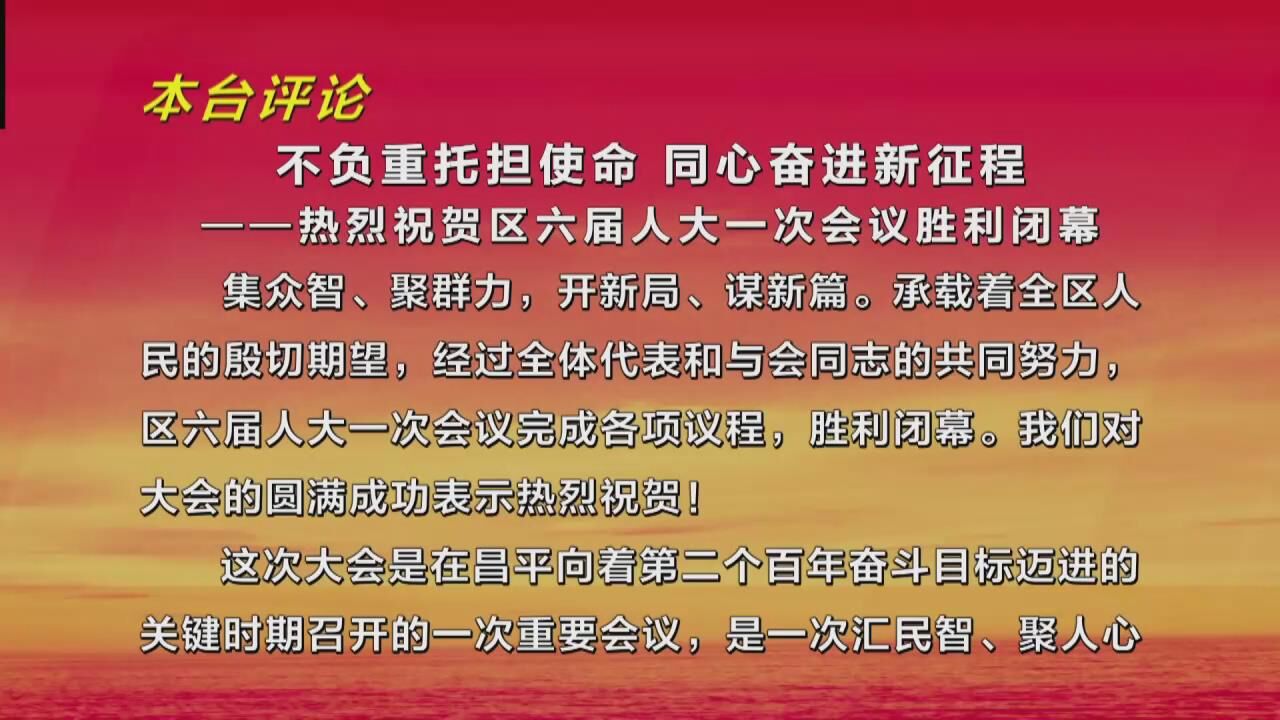 本台评论
不负重托担使命 同心奋进新征程
——热烈祝贺区六届人大一次会议胜利闭幕
集众智、聚群力，开新局、谋新篇。承载着全区人
民的殷切期望，经过全体代表和与会同志的共同努力，
区六届人大一次会议完成各项议程，胜利闭幕。我们对
大会的圆满成功表示热烈祝贺！
这次大会是在昌平向着第二个百年奋斗目标迈进的
关键时期召开的一次重要会议，是一次汇民智、聚人心